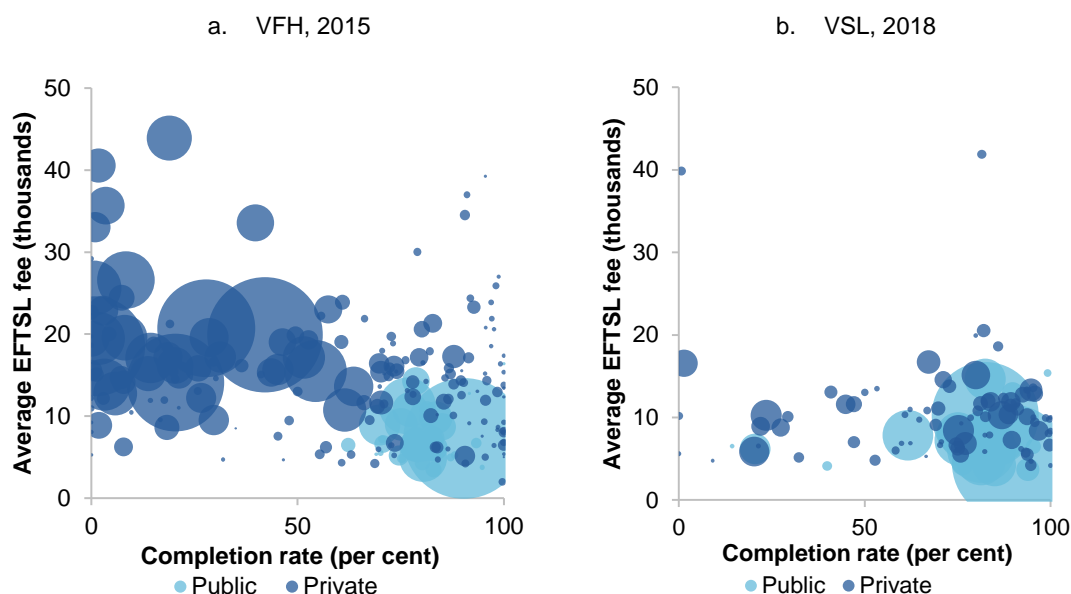 a. VFH, 2015
Average EFTSL fee (thousands)
50
40
30
20
10
0
0 50 100
Completion rate (per cent)
Public Private
b. VSL, 2018
Average EFTSL fee (thousands)
50
40
30
20
10
0
0 50 100
Completion rate (per cent)
Public Private